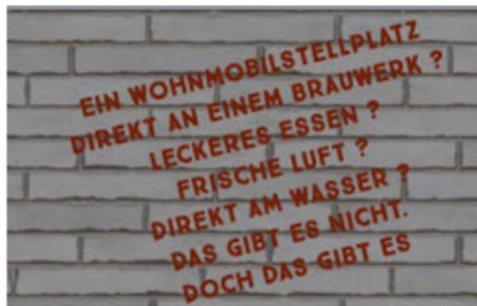 EIN WOHNMOBILSTELLPLATZ
DIREKT AN EINEM BRAUWERK ?
LECKERES ESSEN ?
FRISCHE LUFT ?
DIREKT AM WASSER ?
DAS GIBT ES NICHT.
DOCH DAS GIBT ES